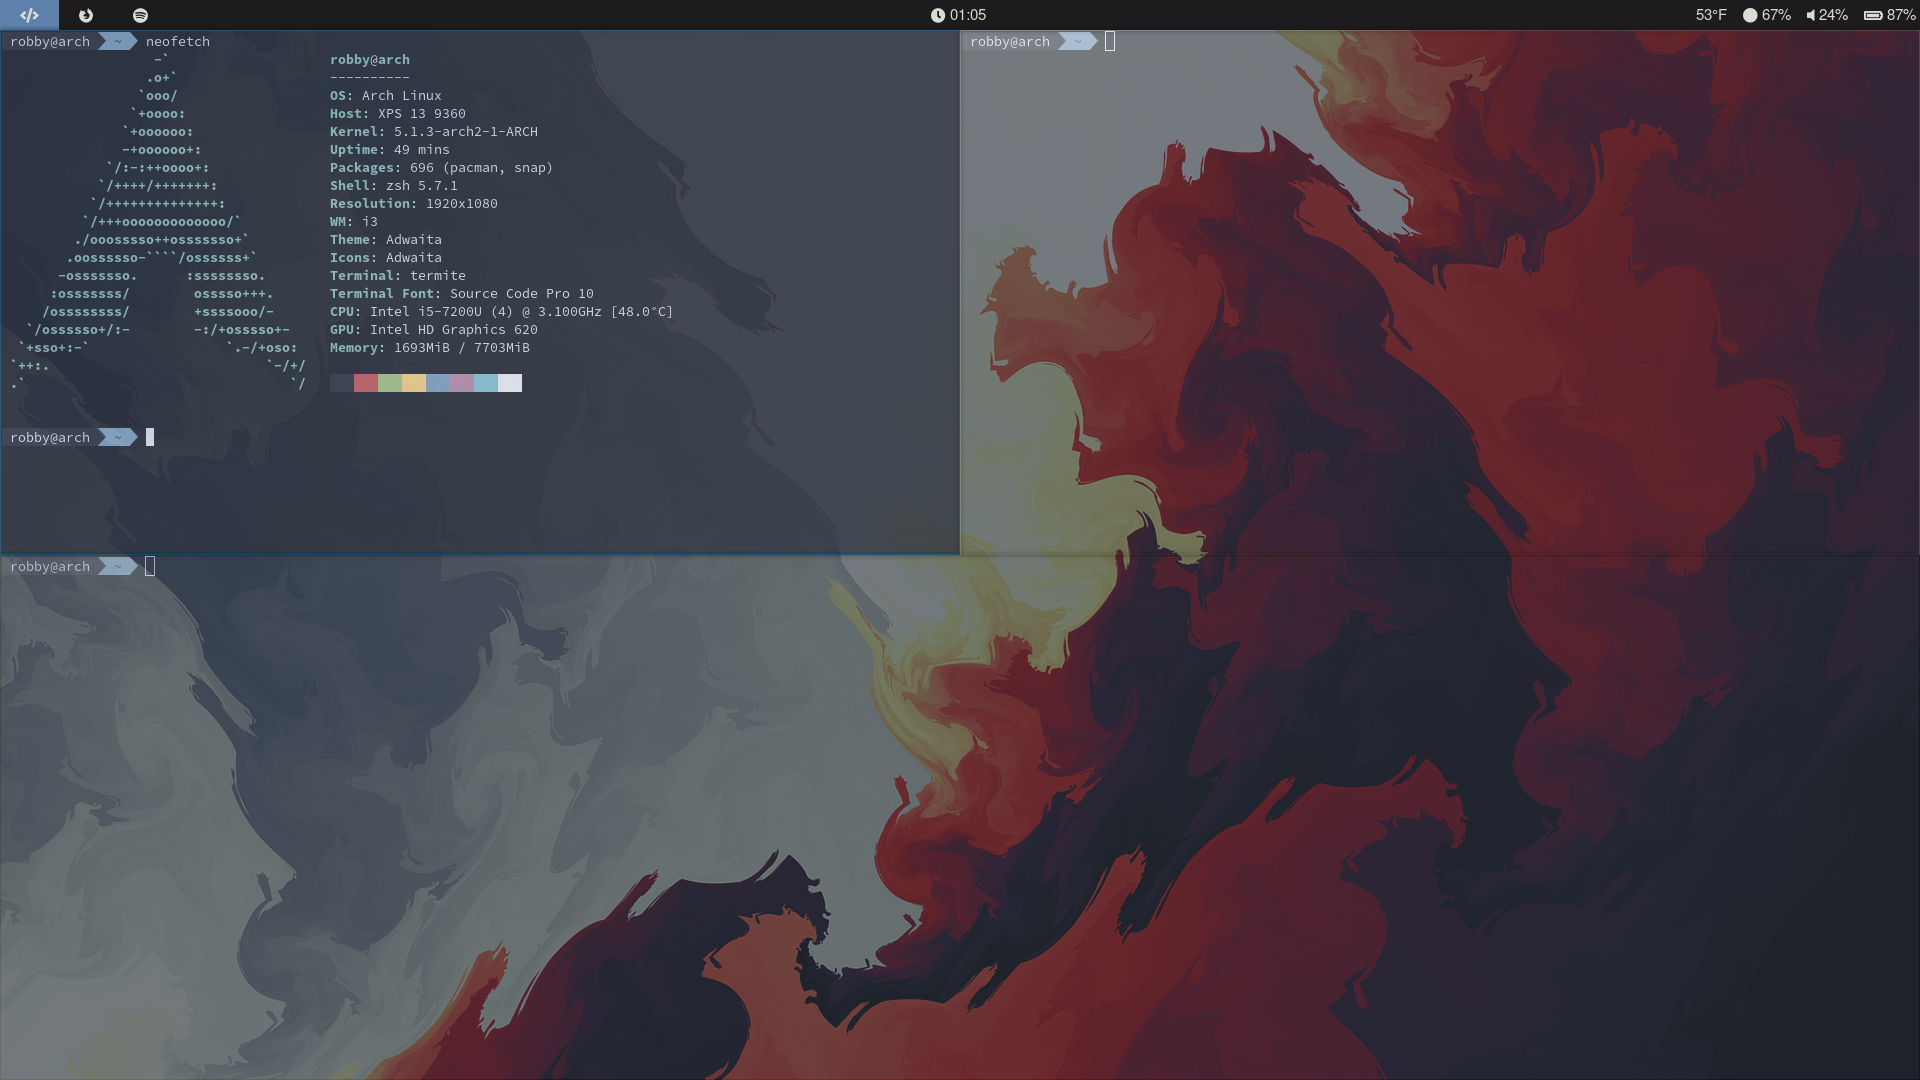 </> 01:05 53°F 67% 24% 87%
robby@arch ~ neofetch
robby@arch ~
-`
.o+`
`ooo/
`+oooo:
`+oooooo:
-+oooooo+:
`/:-:++oooo+:
`/++++/+++++++:
`/++++++++++++++:
`/+++ooooooooooooo/`
./ooosssso++osssssso+`
.oossssso-````/ossssss+`
-osssssso. :ssssssso.
:osssssss/ osssso+++.
/ossssssss/ +ssssooo/-
`/ossssso+/:- -:/+osssso+-
`+sso+:-` `.-/+oso:
`++:. `-/+/
.` `/
robby@arch
----------
OS: Arch Linux
Host: XPS 13 9360
Kernel: 5.1.3-arch2-1-ARCH
Uptime: 49 mins
Packages: 696 (pacman, snap)
Shell: zsh 5.7.1
Resolution: 1920x1080
WM: i3
Theme: Adwaita
Icons: Adwaita
Terminal: termite
Terminal Font: Source Code Pro 10
CPU: Intel i5-7200U (4) @ 3.100GHz [48.0°C]
GPU: Intel HD Graphics 620
Memory: 1693MiB / 7703MiB
robby@arch ~
robby@arch ~